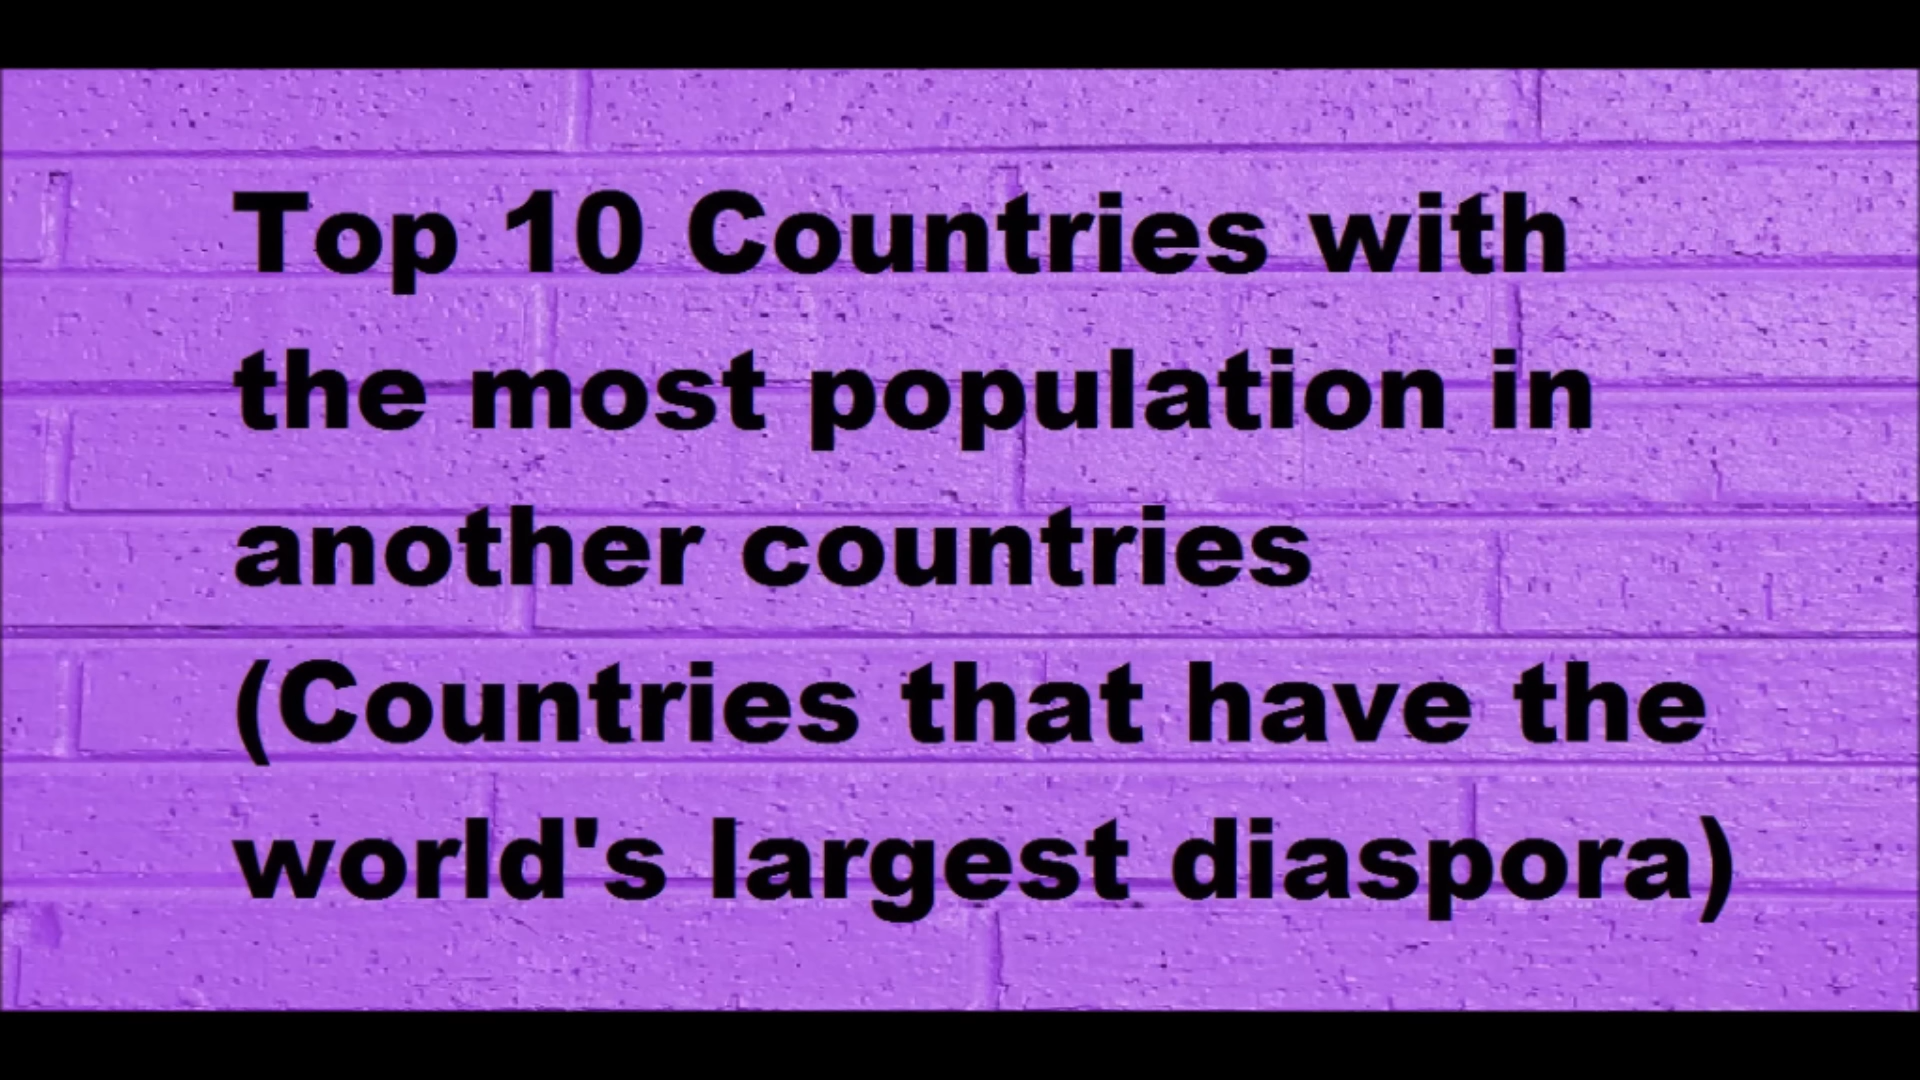 Top 10 Countries with
the most population in
another countries
(Countries that have the
world's largest diaspora)